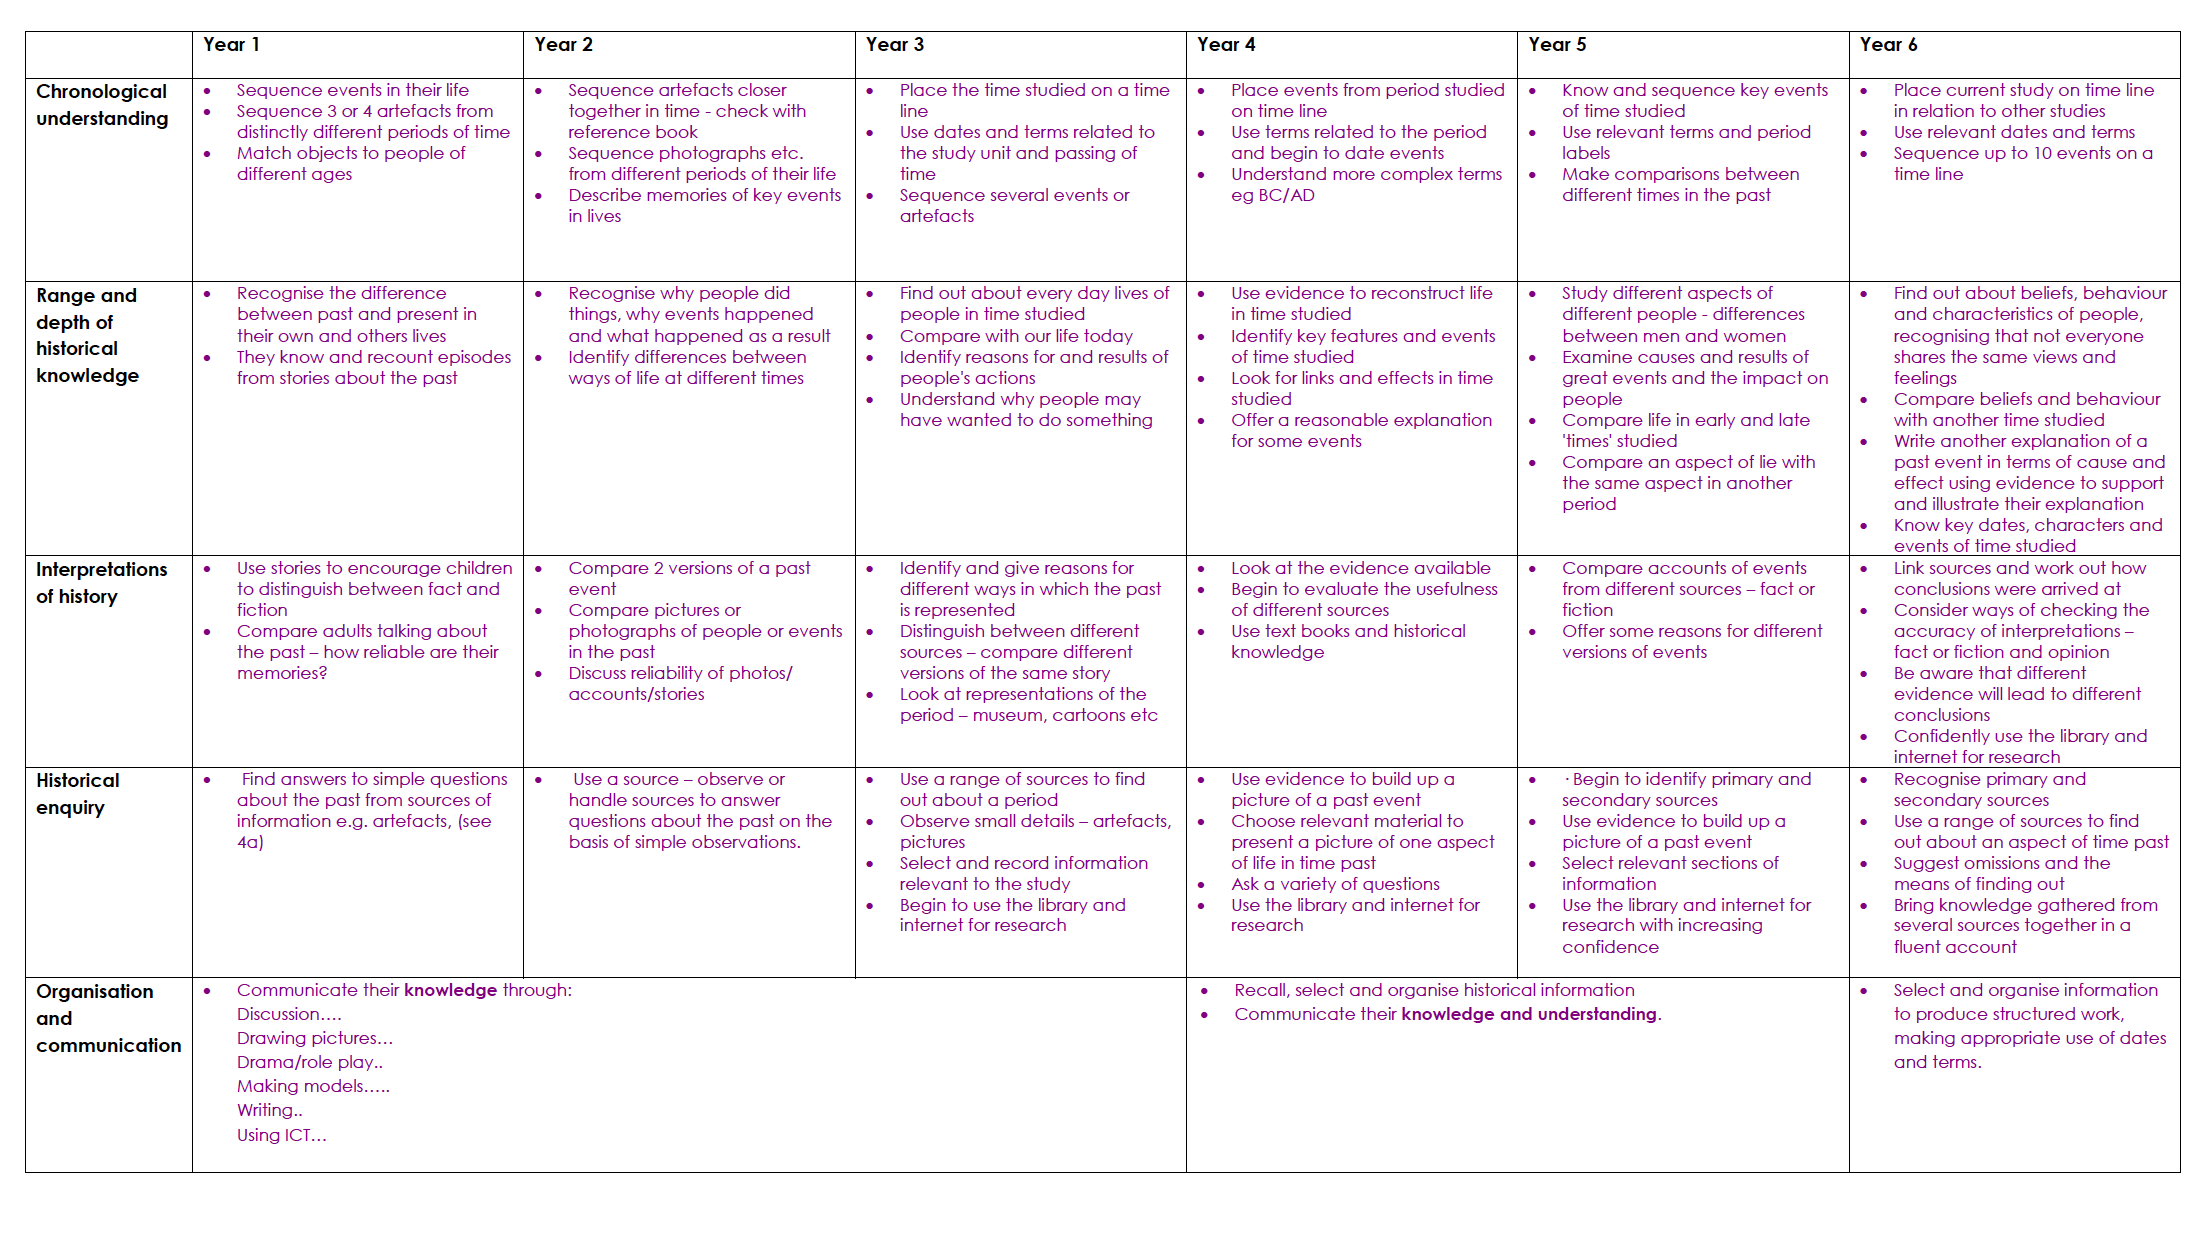 Year 1
Year 2
Year 3
Year 4
Year 5
Year 6
Chronological
understanding
• Sequence events in their life
• Sequence 3 or 4 artefacts from
distinctly different periods of time
• Match objects to people of
different ages
• Sequence artefacts closer
together in time - check with
reference book
• Sequence photographs etc.
from different periods of their life
• Describe memories of key events
in lives
• Place the time studied on a time
line
• Use dates and terms related to
the study unit and passing of
time
• Sequence several events or
artefacts
• Place events from period studied
on time line
• Use terms related to the period
and begin to date events
• Understand more complex terms
eg BC/AD
• Know and sequence key events
of time studied
• Use relevant terms and period
labels
• Make comparisons between
different times in the past
• Place current study on time line
in relation to other studies
• Use relevant dates and terms
• Sequence up to 10 events on a
time line
Range and
depth of
historical
knowledge
• Recognise the difference
between past and present in
their own and others lives
• They know and recount episodes
from stories about the past
• Recognise why people did
things, why events happened
and what happened as a result
• Identify differences between
ways of life at different times
• Find out about every day lives of
people in time studied
• Compare with our life today
• Identify reasons for and results of
people's actions
• Understand why people may
have wanted to do something
• Use evidence to reconstruct life
in time studied
• Identify key features and events
of time studied
• Look for links and effects in time
studied
• Offer a reasonable explanation
for some events
• Study different aspects of
different people - differences
between men and women
• Examine causes and results of
great events and the impact on
people
• Compare life in early and late
'times' studied
• Compare an aspect of lie with
the same aspect in another
period
• Find out about beliefs, behaviour
and characteristics of people,
recognising that not everyone
shares the same views and
feelings
• Compare beliefs and behaviour
with another time studied
• Write another explanation of a
past event in terms of cause and
effect using evidence to support
and illustrate their explanation
• Know key dates, characters and
events of time studied
Interpretations
of history
• Use stories to encourage children
to distinguish between fact and
fiction
• Compare adults talking about
the past – how reliable are their
memories?
• Compare 2 versions of a past
event
• Compare pictures or
photographs of people or events
in the past
• Discuss reliability of photos/
accounts/stories
• Identify and give reasons for
different ways in which the past
is represented
• Distinguish between different
sources – compare different
versions of the same story
• Look at representations of the
period – museum, cartoons etc
• Look at the evidence available
• Begin to evaluate the usefulness
of different sources
• Use text books and historical
knowledge
• Compare accounts of events
from different sources – fact or
fiction
• Offer some reasons for different
versions of events
• Link sources and work out how
conclusions were arrived at
• Consider ways of checking the
accuracy of interpretations –
fact or fiction and opinion
• Be aware that different
evidence will lead to different
conclusions
• Confidently use the library and
internet for research
Historical
enquiry
• Find answers to simple questions
about the past from sources of
information e.g. artefacts, (see
4a)
• Use a source – observe or
handle sources to answer
questions about the past on the
basis of simple observations.
• Use a range of sources to find
out about a period
• Observe small details – artefacts,
pictures
• Select and record information
relevant to the study
• Begin to use the library and
internet for research
• Use evidence to build up a
picture of a past event
• Choose relevant material to
present a picture of one aspect
of life in time past
• Ask a variety of questions
• Use the library and internet for
research
• · Begin to identify primary and
secondary sources
• Use evidence to build up a
picture of a past event
• Select relevant sections of
information
• Use the library and internet for
research with increasing
confidence
• Recognise primary and
secondary sources
• Use a range of sources to find
out about an aspect of time past
• Suggest omissions and the
means of finding out
• Bring knowledge gathered from
several sources together in a
fluent account
Organisation
and
communication
• Communicate their knowledge through:
Discussion….
Drawing pictures…
Drama/role play..
Making models…..
Writing..
Using ICT…
• Recall, select and organise historical information
• Communicate their knowledge and understanding.
• Select and organise information
to produce structured work,
making appropriate use of dates
and terms.